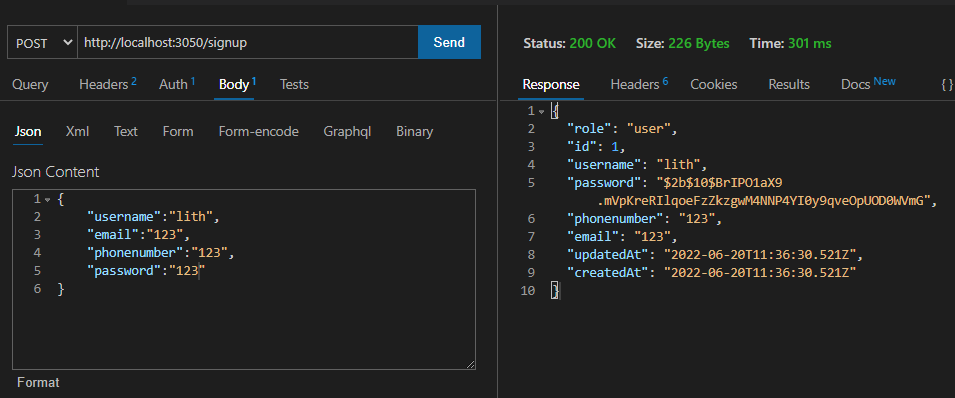 POST http://localhost:3050/signup Send
Query Headers 2 Auth 1 Body 1 Tests
Json Xml Text Form Form-encode Graphql Binary
Json Content
1 {
2 "username":"lith",
3 "email":"123",
4 "phonenumber":"123",
5 "password":"123"
6 }
Format
Status: 200 OK Size: 226 Bytes Time: 301 ms
Response Headers 6 Cookies Results Docs New {}
1 {
2 "role": "user",
3 "id": 1,
4 "username": "lith",
5 "password": "$2b$10$BrIPO1aX9
.mVpKreRIlqoeFzZkzgwM4NNP4YI0y9qveOpUOD0WVmG",
6 "phonenumber": "123",
7 "email": "123",
8 "updatedAt": "2022-06-20T11:36:30.521Z",
9 "createdAt": "2022-06-20T11:36:30.521Z"
10 }